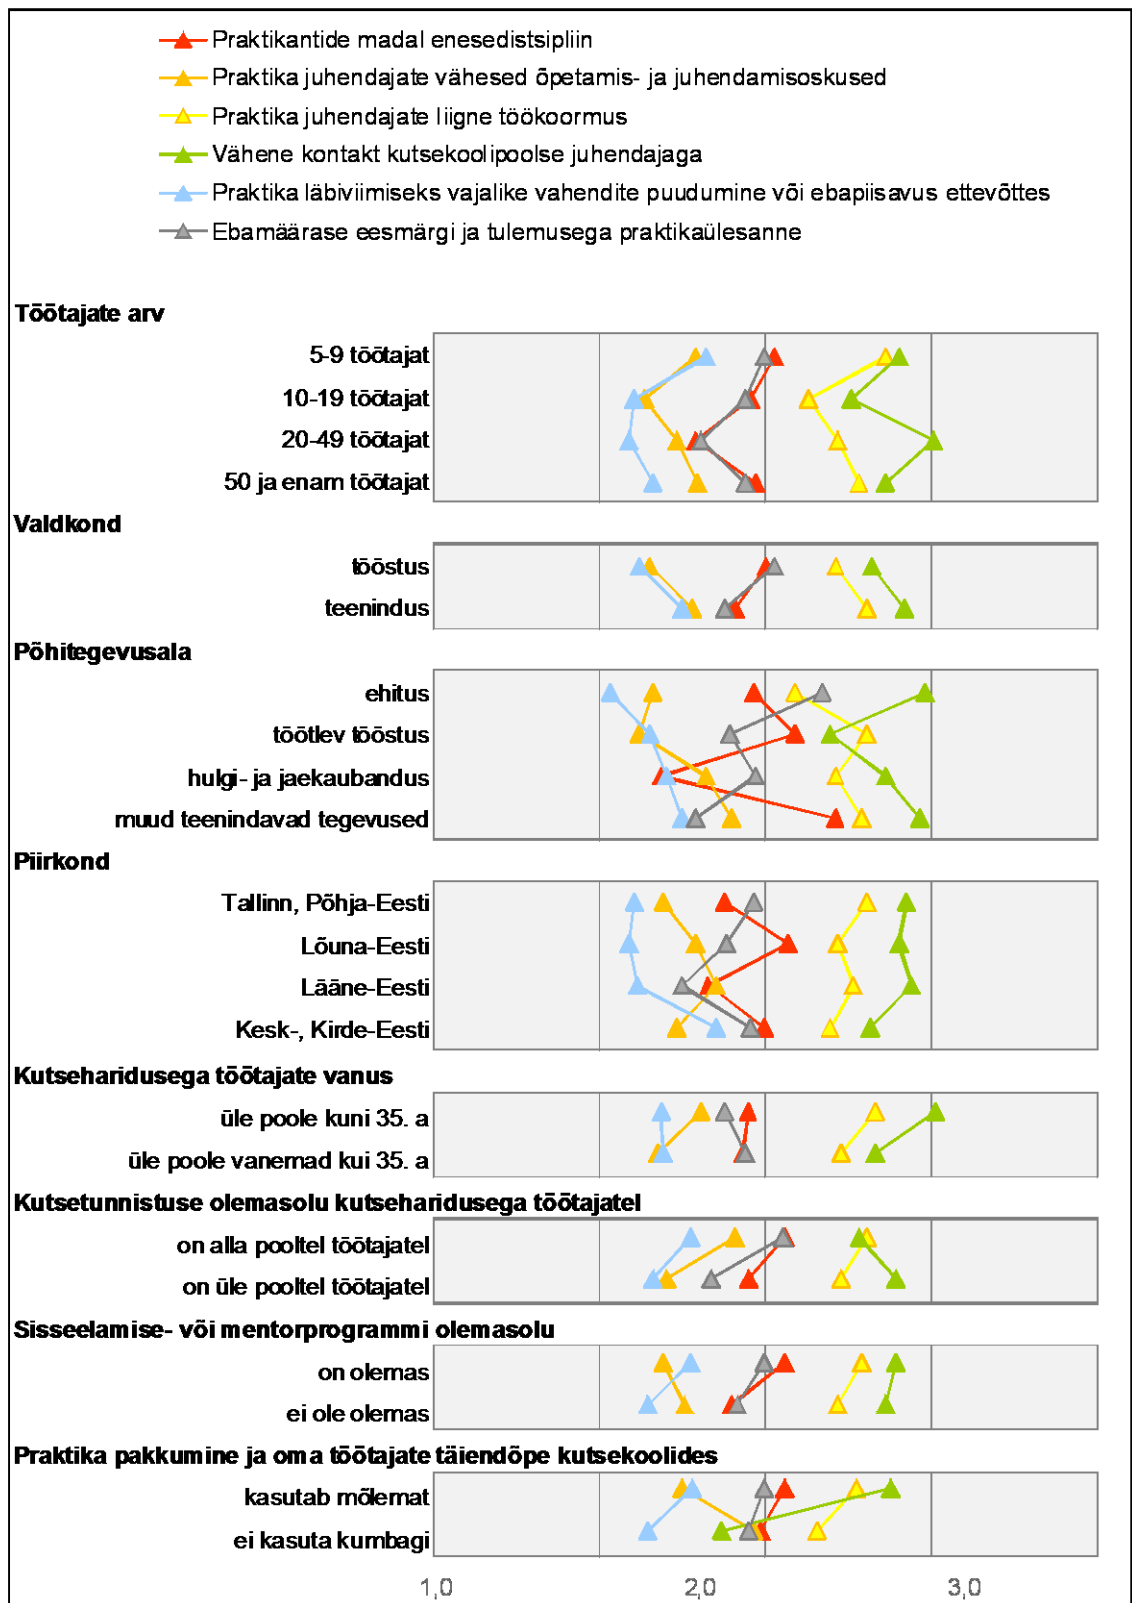 Praktikantide madal enesedistsipliin
Praktika juhendajate vähesed õpetamis- ja juhendamisoskused
Praktika juhendajate liigne töökoormus
Vähene kontakt kutsekoolipoolse juhendajaga
Praktika läbiviimiseks vajalike vahendite puudumine või ebapiisavus ettevõttes
Ebamäärase eesmärgi ja tulemusega praktikaülesanne
Töötajate arv
5-9 töötajat
10-19 töötajat
20-49 töötajat
50 ja enam töötajat
Valdkond
tööstus
teenindus
Põhitegevusala
ehitus
töötlev tööstus
hulgi- ja jaekaubandus
muud teenindavad tegevused
Piirkond
Tallinn, Põhja-Eesti
Lõuna-Eesti
Lääne-Eesti
Kesk-, Kirde-Eesti
Kutseharidusega töötajate vanus
üle poole kuni 35. a
üle poole vanemad kui 35. a
Kutsetunnistuse olemasolu kutseharidusega töötajatel
on alla pooltel töötajatel
on üle pooltel töötajatel
Sisseelamise- või mentorprogrammi olemasolu
on olemas
ei ole olemas
Praktika pakkumine ja oma töötajate täiendõpe kutsekoolides
kasutab mõlemat
ei kasuta kumbagi
1,0 2,0 3,0